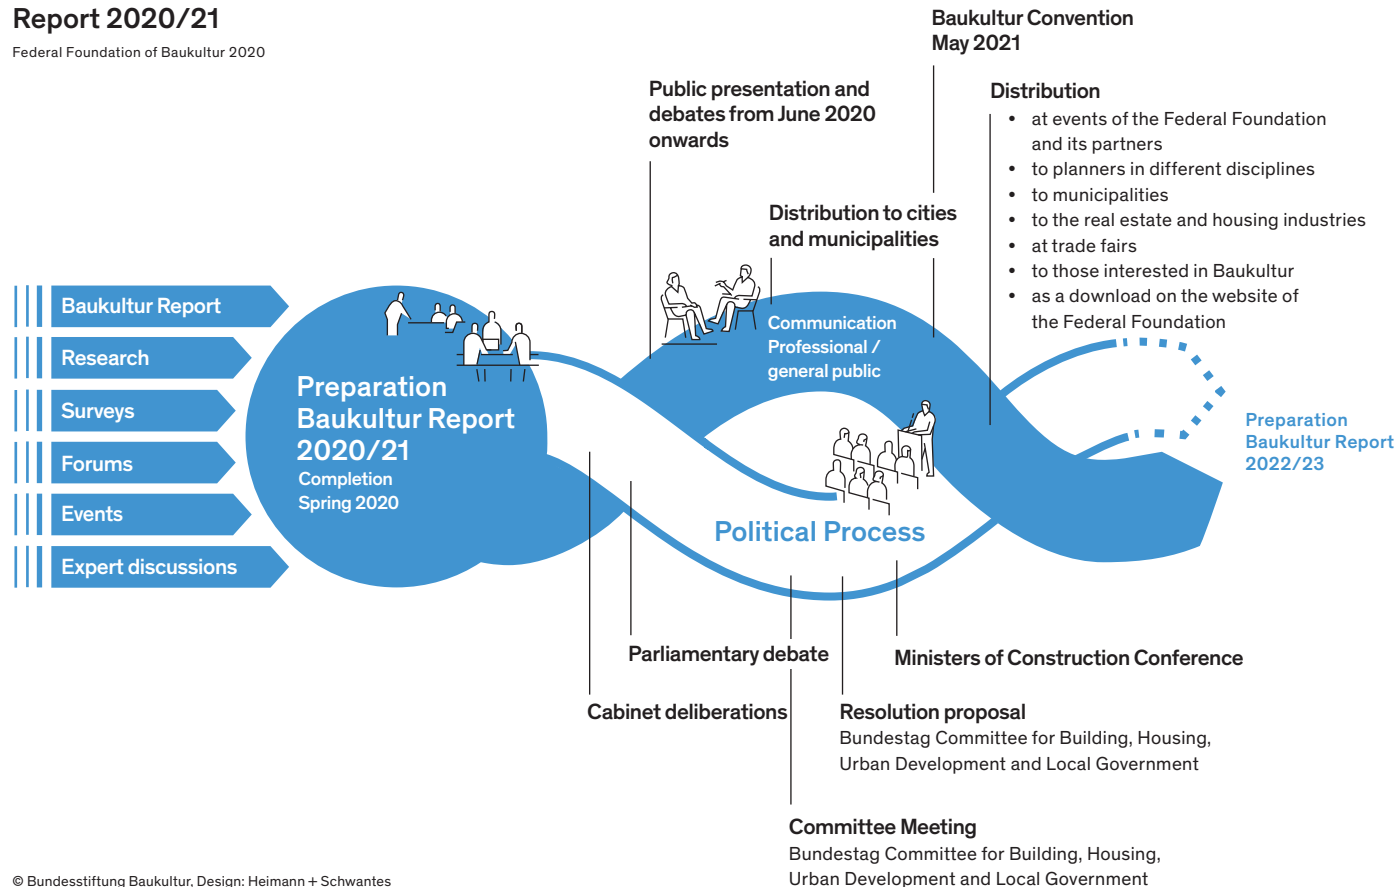 Report 2020/21
Federal Foundation of Baukultur 2020
Baukultur Convention
May 2021
Public presentation and
debates from June 2020
onwards
Distribution
• at events of the Federal Foundation
and its partners
• to planners in different disciplines
• to municipalities
• to the real estate and housing industries
• at trade fairs
• to those interested in Baukultur
• as a download on the website of
the Federal Foundation
Distribution to cities
and municipalities
Baukultur Report
Research
Surveys
Forums
Events
Expert discussions
Preparation
Baukultur Report
2020/21
Completion
Spring 2020
Communication
Professional /
general public
Political Process
Preparation
Baukultur Report
2022/23
Parliamentary debate
Ministers of Construction Conference
Cabinet deliberations
Resolution proposal
Bundestag Committee for Building, Housing,
Urban Development and Local Government
Committee Meeting
Bundestag Committee for Building, Housing,
Urban Development and Local Government
© Bundesstiftung Baukultur, Design: Heimann + Schwantes